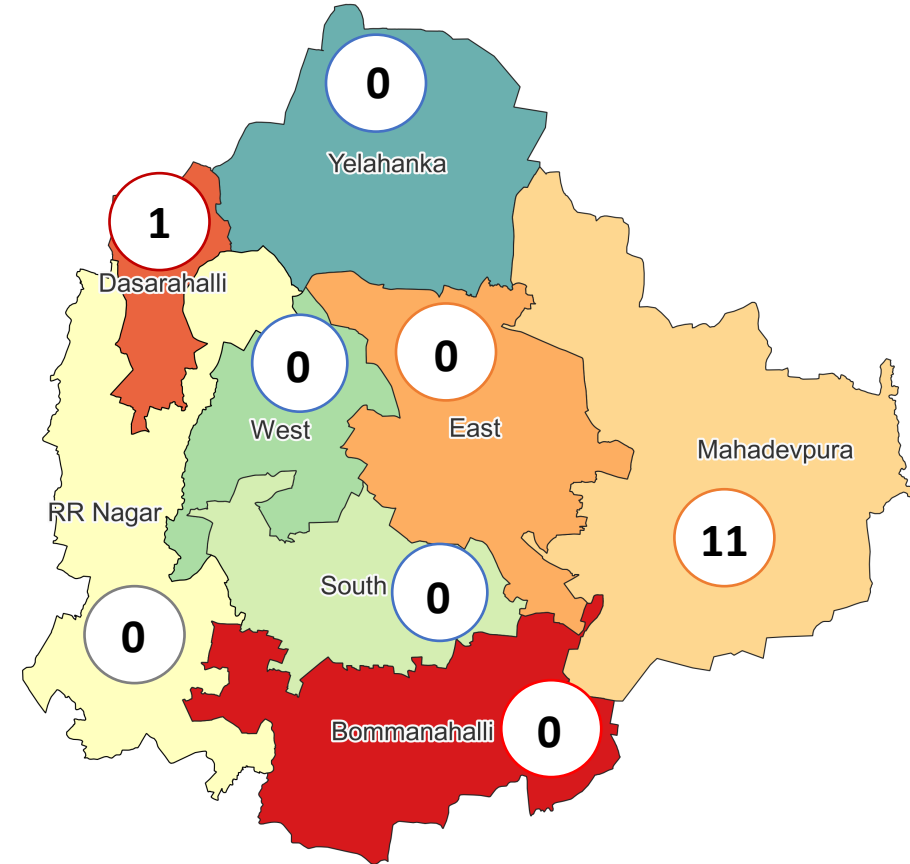 0
Yelahanka
1
Dasarahalli
0
West
0
East
Mahadevpura
11
RR Nagar
0
South
0
Bommanahalli
0